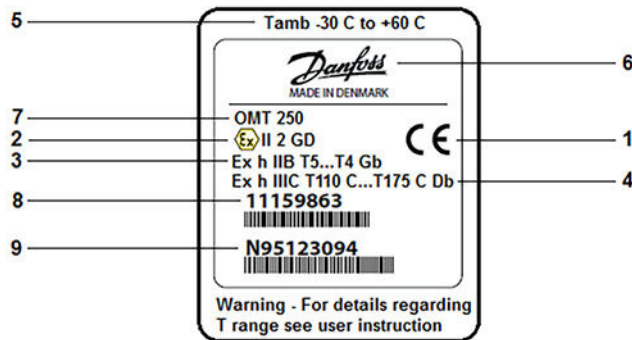 5 Tamb -30 C to +60 C
Danfoss 6
MADE IN DENMARK
7 OMT 250
2 Ex II 2 GD CE 1
3 Ex h IIB T5...T4 Gb
Ex h IIIC T110 C...T175 C Db 4
8 11159863
9 N95123094
Warning - For details regarding
T range see user instruction